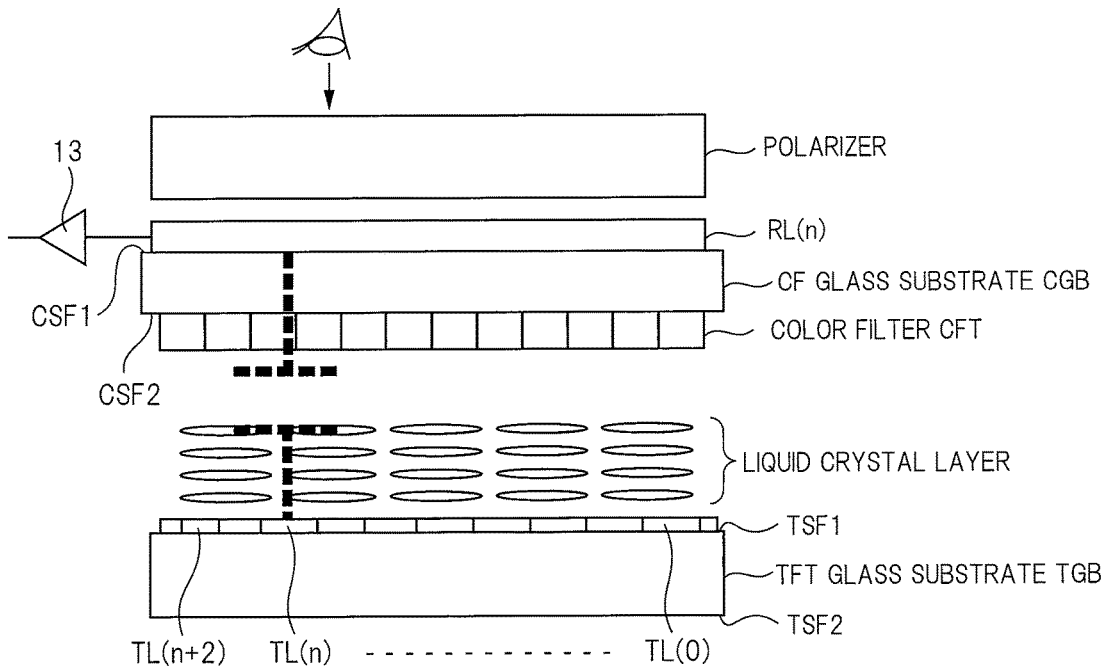 POLARIZER
13
RL(n)
CF GLASS SUBSTRATE CGB
CSF1
COLOR FILTER CFT
CSF2
LIQUID CRYSTAL LAYER
TSF1
TFT GLASS SUBSTRATE TGB
TSF2
TL(n+2) TL(n) TL(0)